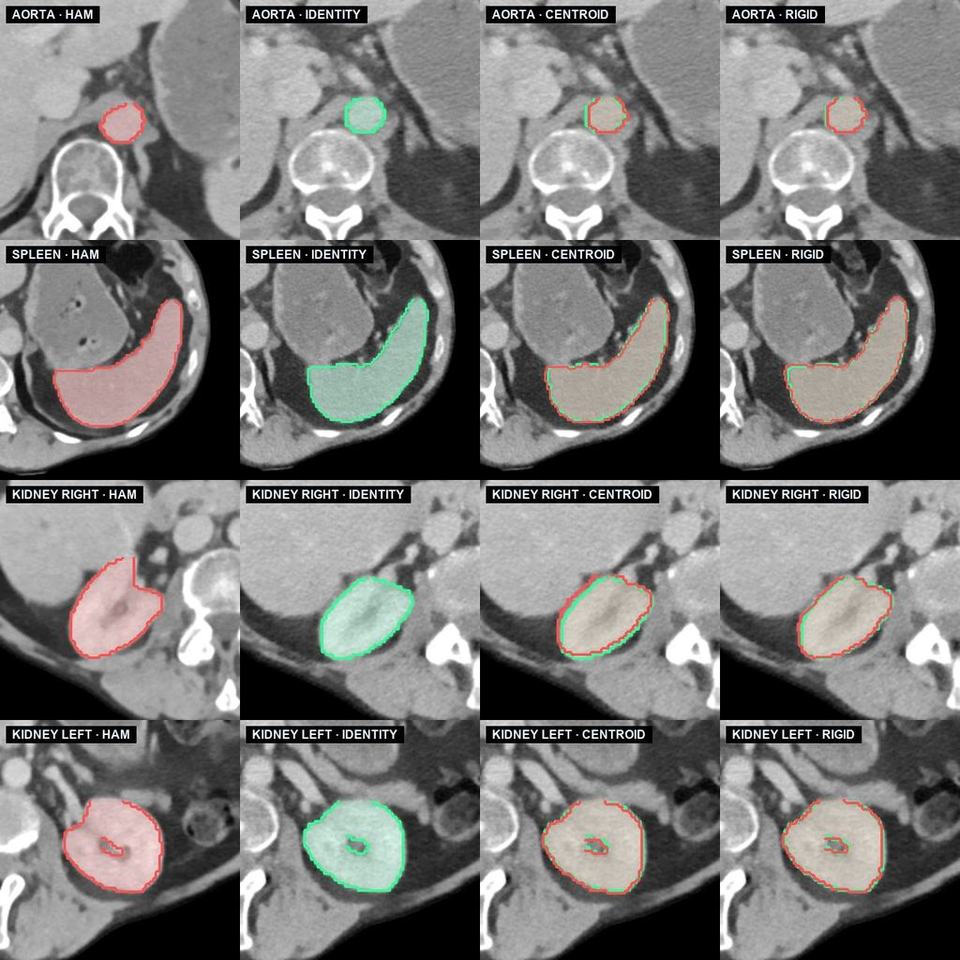 AORTA · HAM
AORTA · IDENTITY
AORTA · CENTROID
AORTA · RIGID
SPLEEN · HAM
SPLEEN · IDENTITY
SPLEEN · CENTROID
SPLEEN · RIGID
KIDNEY RIGHT · HAM
KIDNEY RIGHT · IDENTITY
KIDNEY RIGHT · CENTROID
KIDNEY RIGHT · RIGID
KIDNEY LEFT · HAM
KIDNEY LEFT · IDENTITY
KIDNEY LEFT · CENTROID
KIDNEY LEFT · RIGID